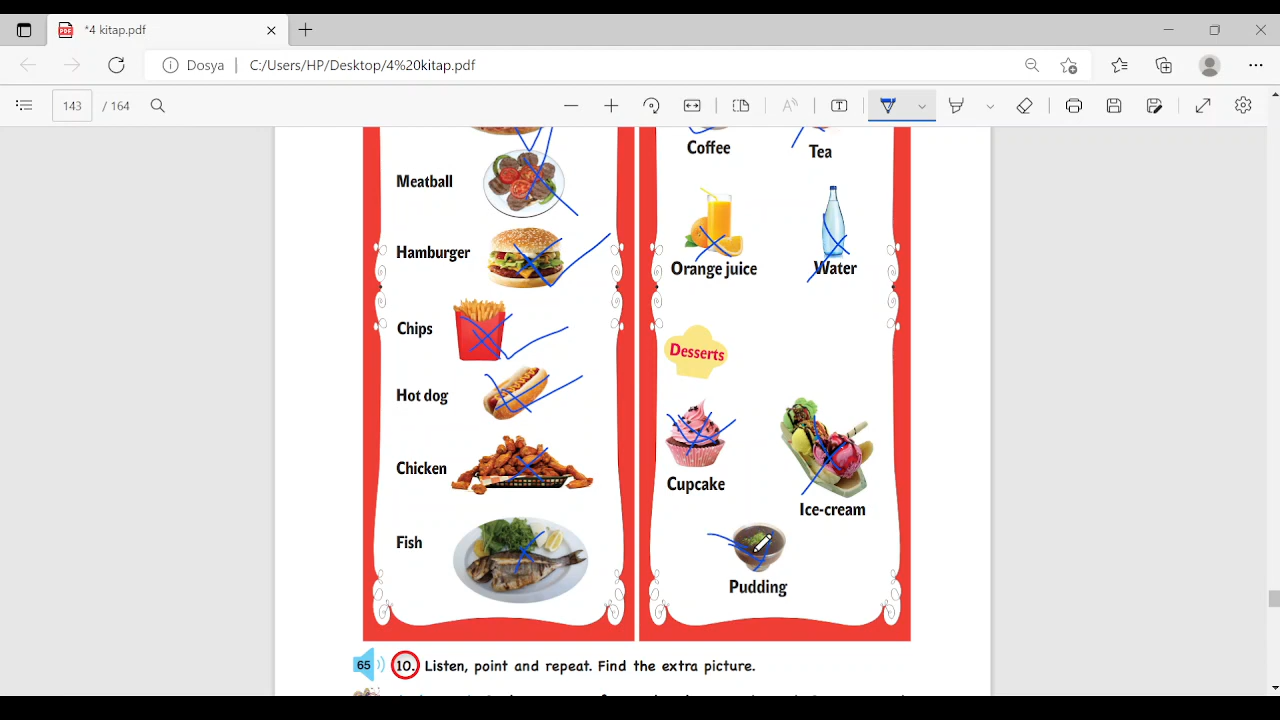 *4 kitap.pdf
Dosya | C:/Users/HP/Desktop/4%20kitap.pdf
143 / 164
Meatball
Hamburger
Chips
Hot dog
Chicken
Fish
Coffee
Tea
Orange juice
Water
Desserts
Cupcake
Ice-cream
Pudding
65 10. Listen, point and repeat. Find the extra picture.